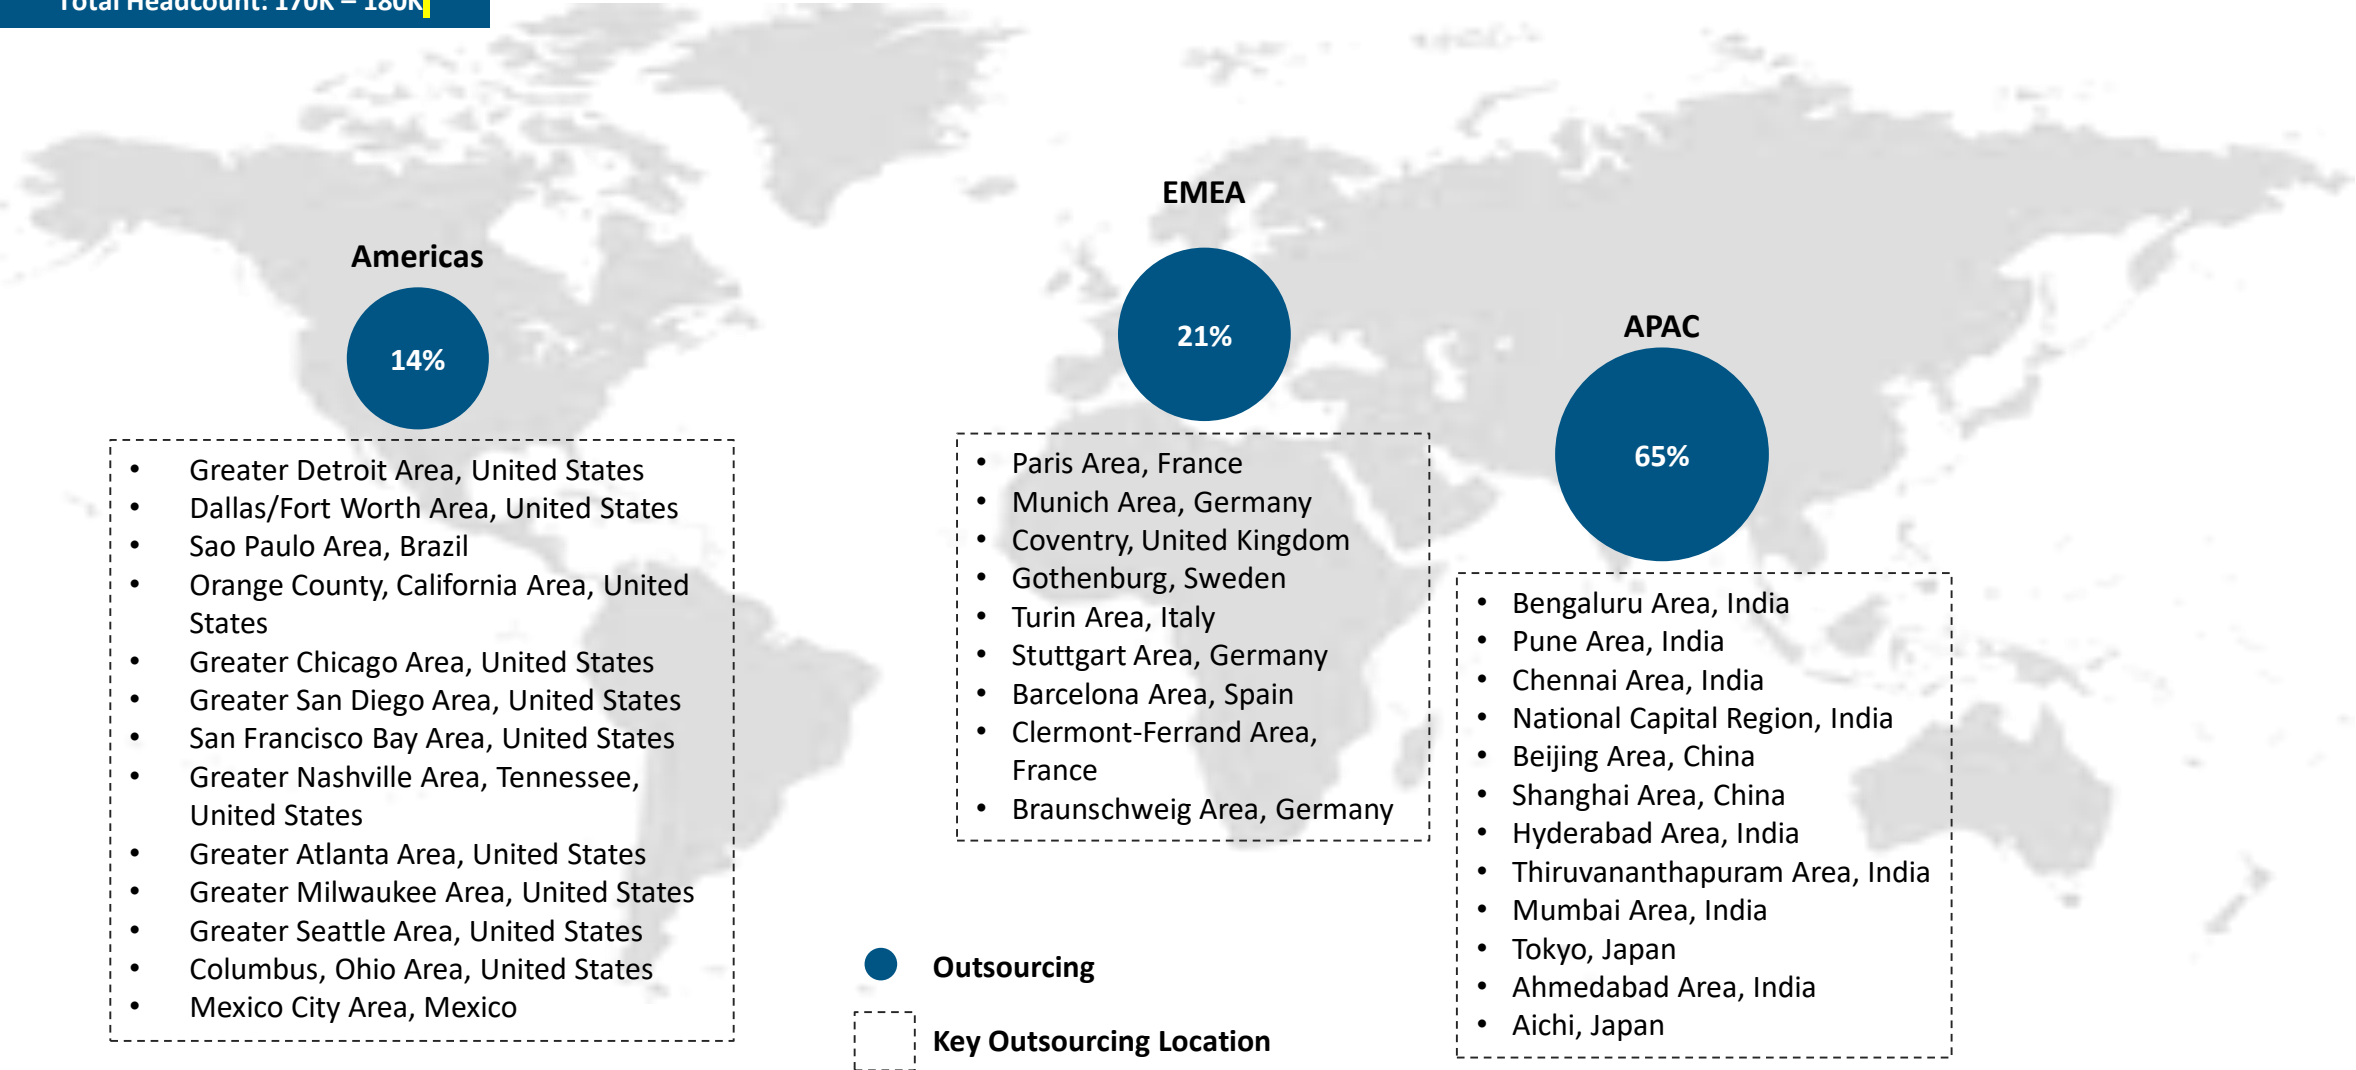 Total Headcount: 170K – 180K
Americas
14%
• Greater Detroit Area, United States
• Dallas/Fort Worth Area, United States
• Sao Paulo Area, Brazil
• Orange County, California Area, United
States
• Greater Chicago Area, United States
• Greater San Diego Area, United States
• San Francisco Bay Area, United States
• Greater Nashville Area, Tennessee,
United States
• Greater Atlanta Area, United States
• Greater Milwaukee Area, United States
• Greater Seattle Area, United States
• Columbus, Ohio Area, United States
• Mexico City Area, Mexico
EMEA
21%
• Paris Area, France
• Munich Area, Germany
• Coventry, United Kingdom
• Gothenburg, Sweden
• Turin Area, Italy
• Stuttgart Area, Germany
• Barcelona Area, Spain
• Clermont-Ferrand Area,
France
• Braunschweig Area, Germany
APAC
65%
• Bengaluru Area, India
• Pune Area, India
• Chennai Area, India
• National Capital Region, India
• Beijing Area, China
• Shanghai Area, China
• Hyderabad Area, India
• Thiruvananthapuram Area, India
• Mumbai Area, India
• Tokyo, Japan
• Ahmedabad Area, India
• Aichi, Japan
Outsourcing
Key Outsourcing Location